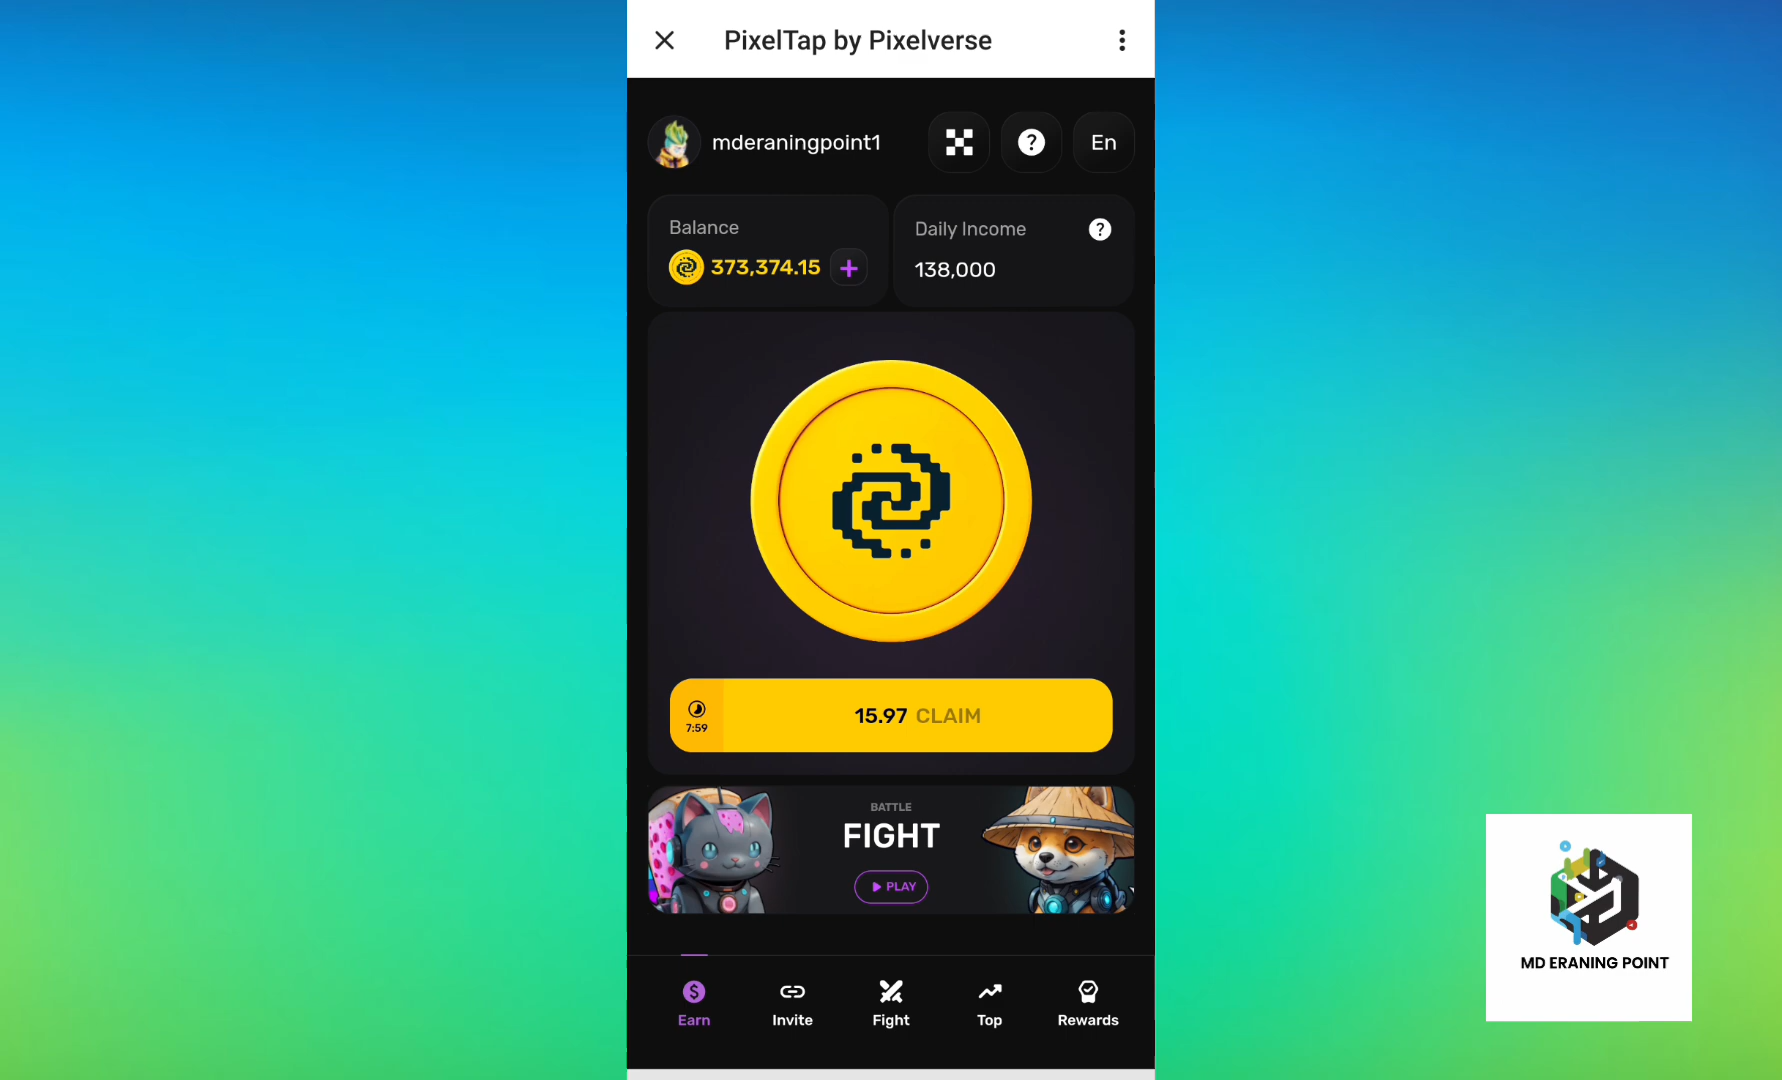 PixelTap by Pixelverse
mderaningpoint1
En
Balance
373,374.15
Daily Income
138,000
7:59
15.97 CLAIM
BATTLE
FIGHT
PLAY
Earn
Invite
Fight
Top
Rewards
MD ERANING POINT